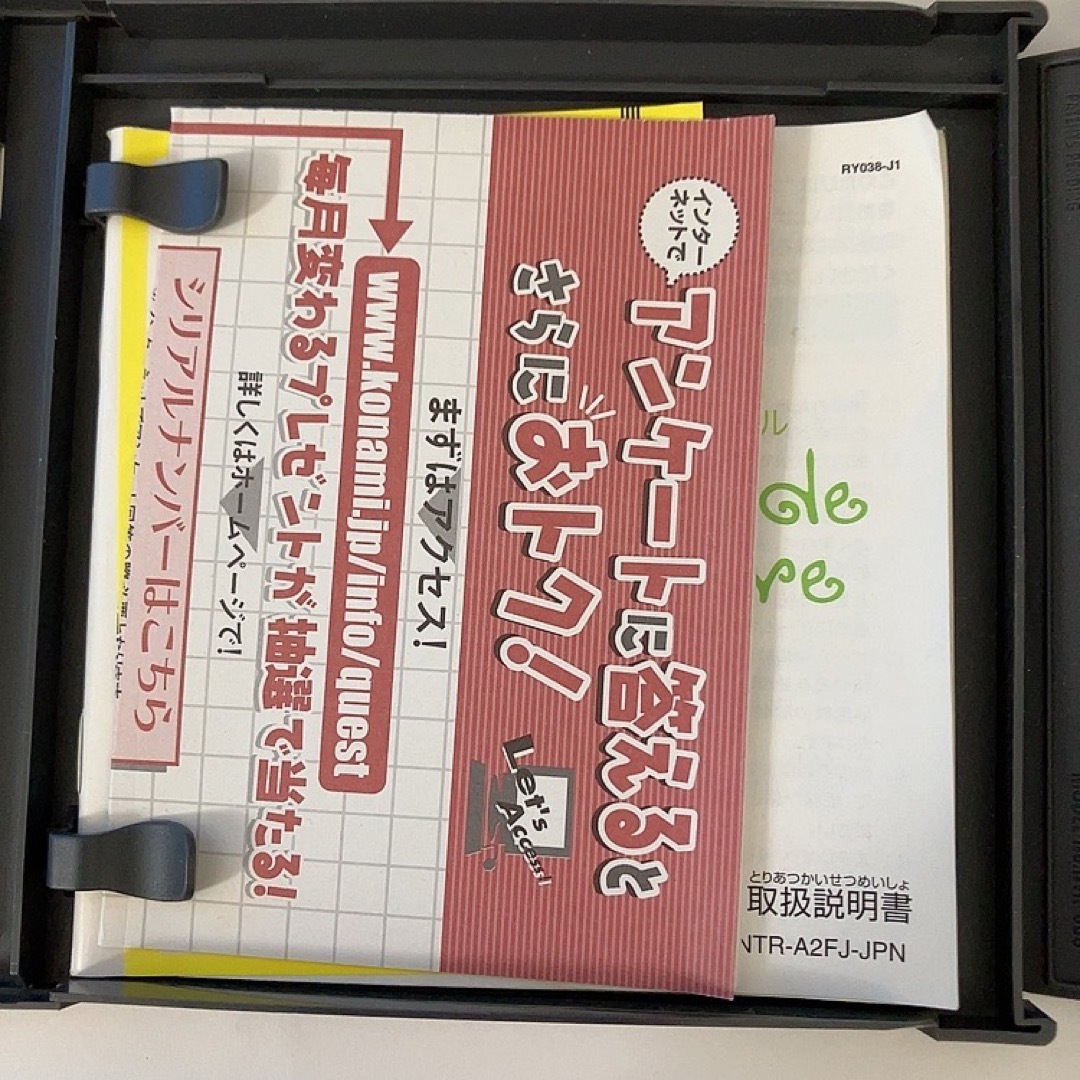 インター
ネットで
アンケートに答えると
さらにおトク!
Let's
Access!
まずはアクセス!
www.konami.jp/info/quest
毎月変わるプレゼントが抽選で当たる!
詳しくはホームページで!
シリアルナンバーはこちら
RY038-J1
ル
de
re
とりあつかいせつめいしょ
取扱説明書
NTR-A2FJ-JPN